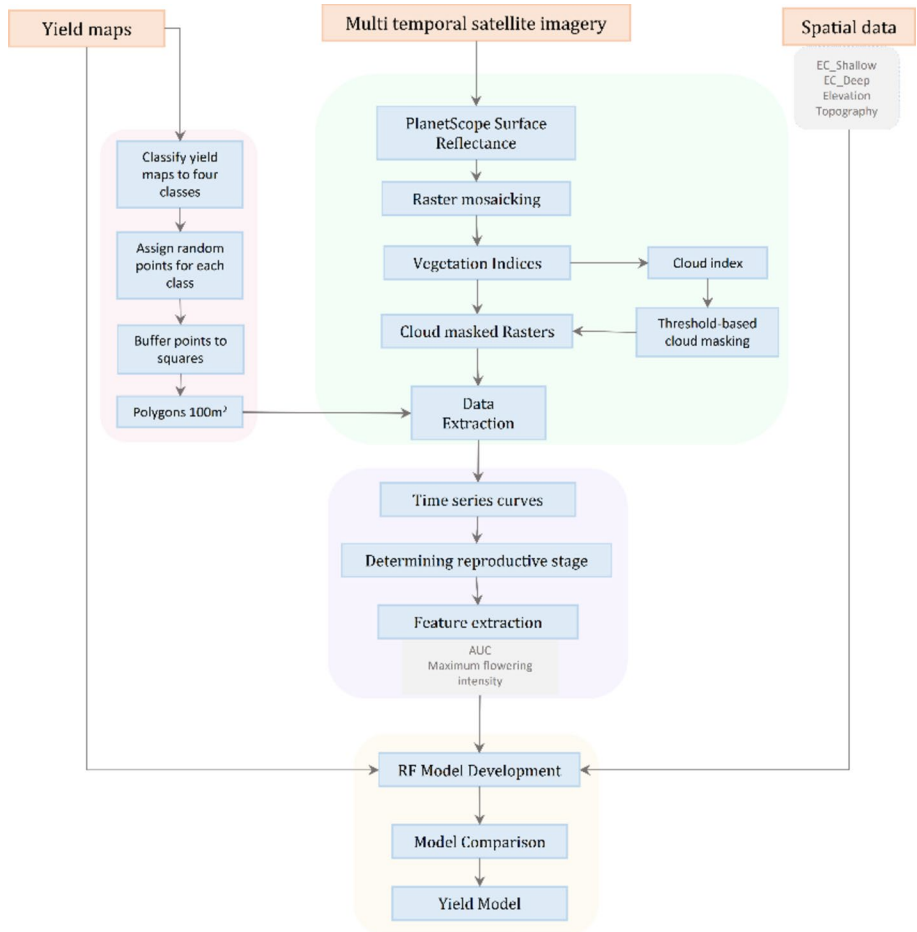 Yield maps
Multi temporal satellite imagery
Spatial data
EC_Shallow
EC_Deep
Elevation
Topography
Classify yield
maps to four
classes
Assign random
points for each
class
Buffer points to
squares
Polygons 100m²
PlanetScope Surface
Reflectance
Raster mosaicking
Vegetation Indices
Cloud index
Cloud masked Rasters
Threshold-based
cloud masking
Data
Extraction
Time series curves
Determining reproductive stage
Feature extraction
AUC
Maximum flowering
intensity
RF Model Development
Model Comparison
Yield Model